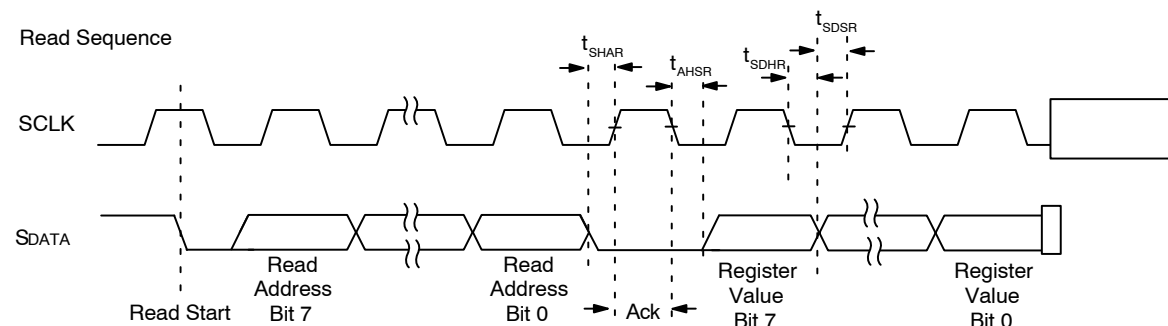 Read Sequence
tSHAR
tAHSR
tSDHR
tSDSR
SCLK
SDATA
Read Start
Read
Address
Bit 7
Read
Address
Bit 0
Ack
Register
Value
Bit 7
Register
Value
Bit 0